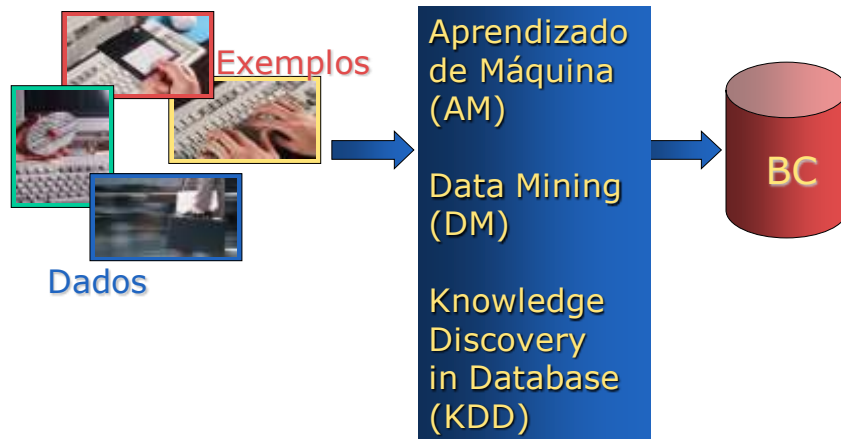 Exemplos
Dados
Aprendizado
de Máquina
(AM)
Data Mining
(DM)
Knowledge
Discovery
in Database
(KDD)
BC